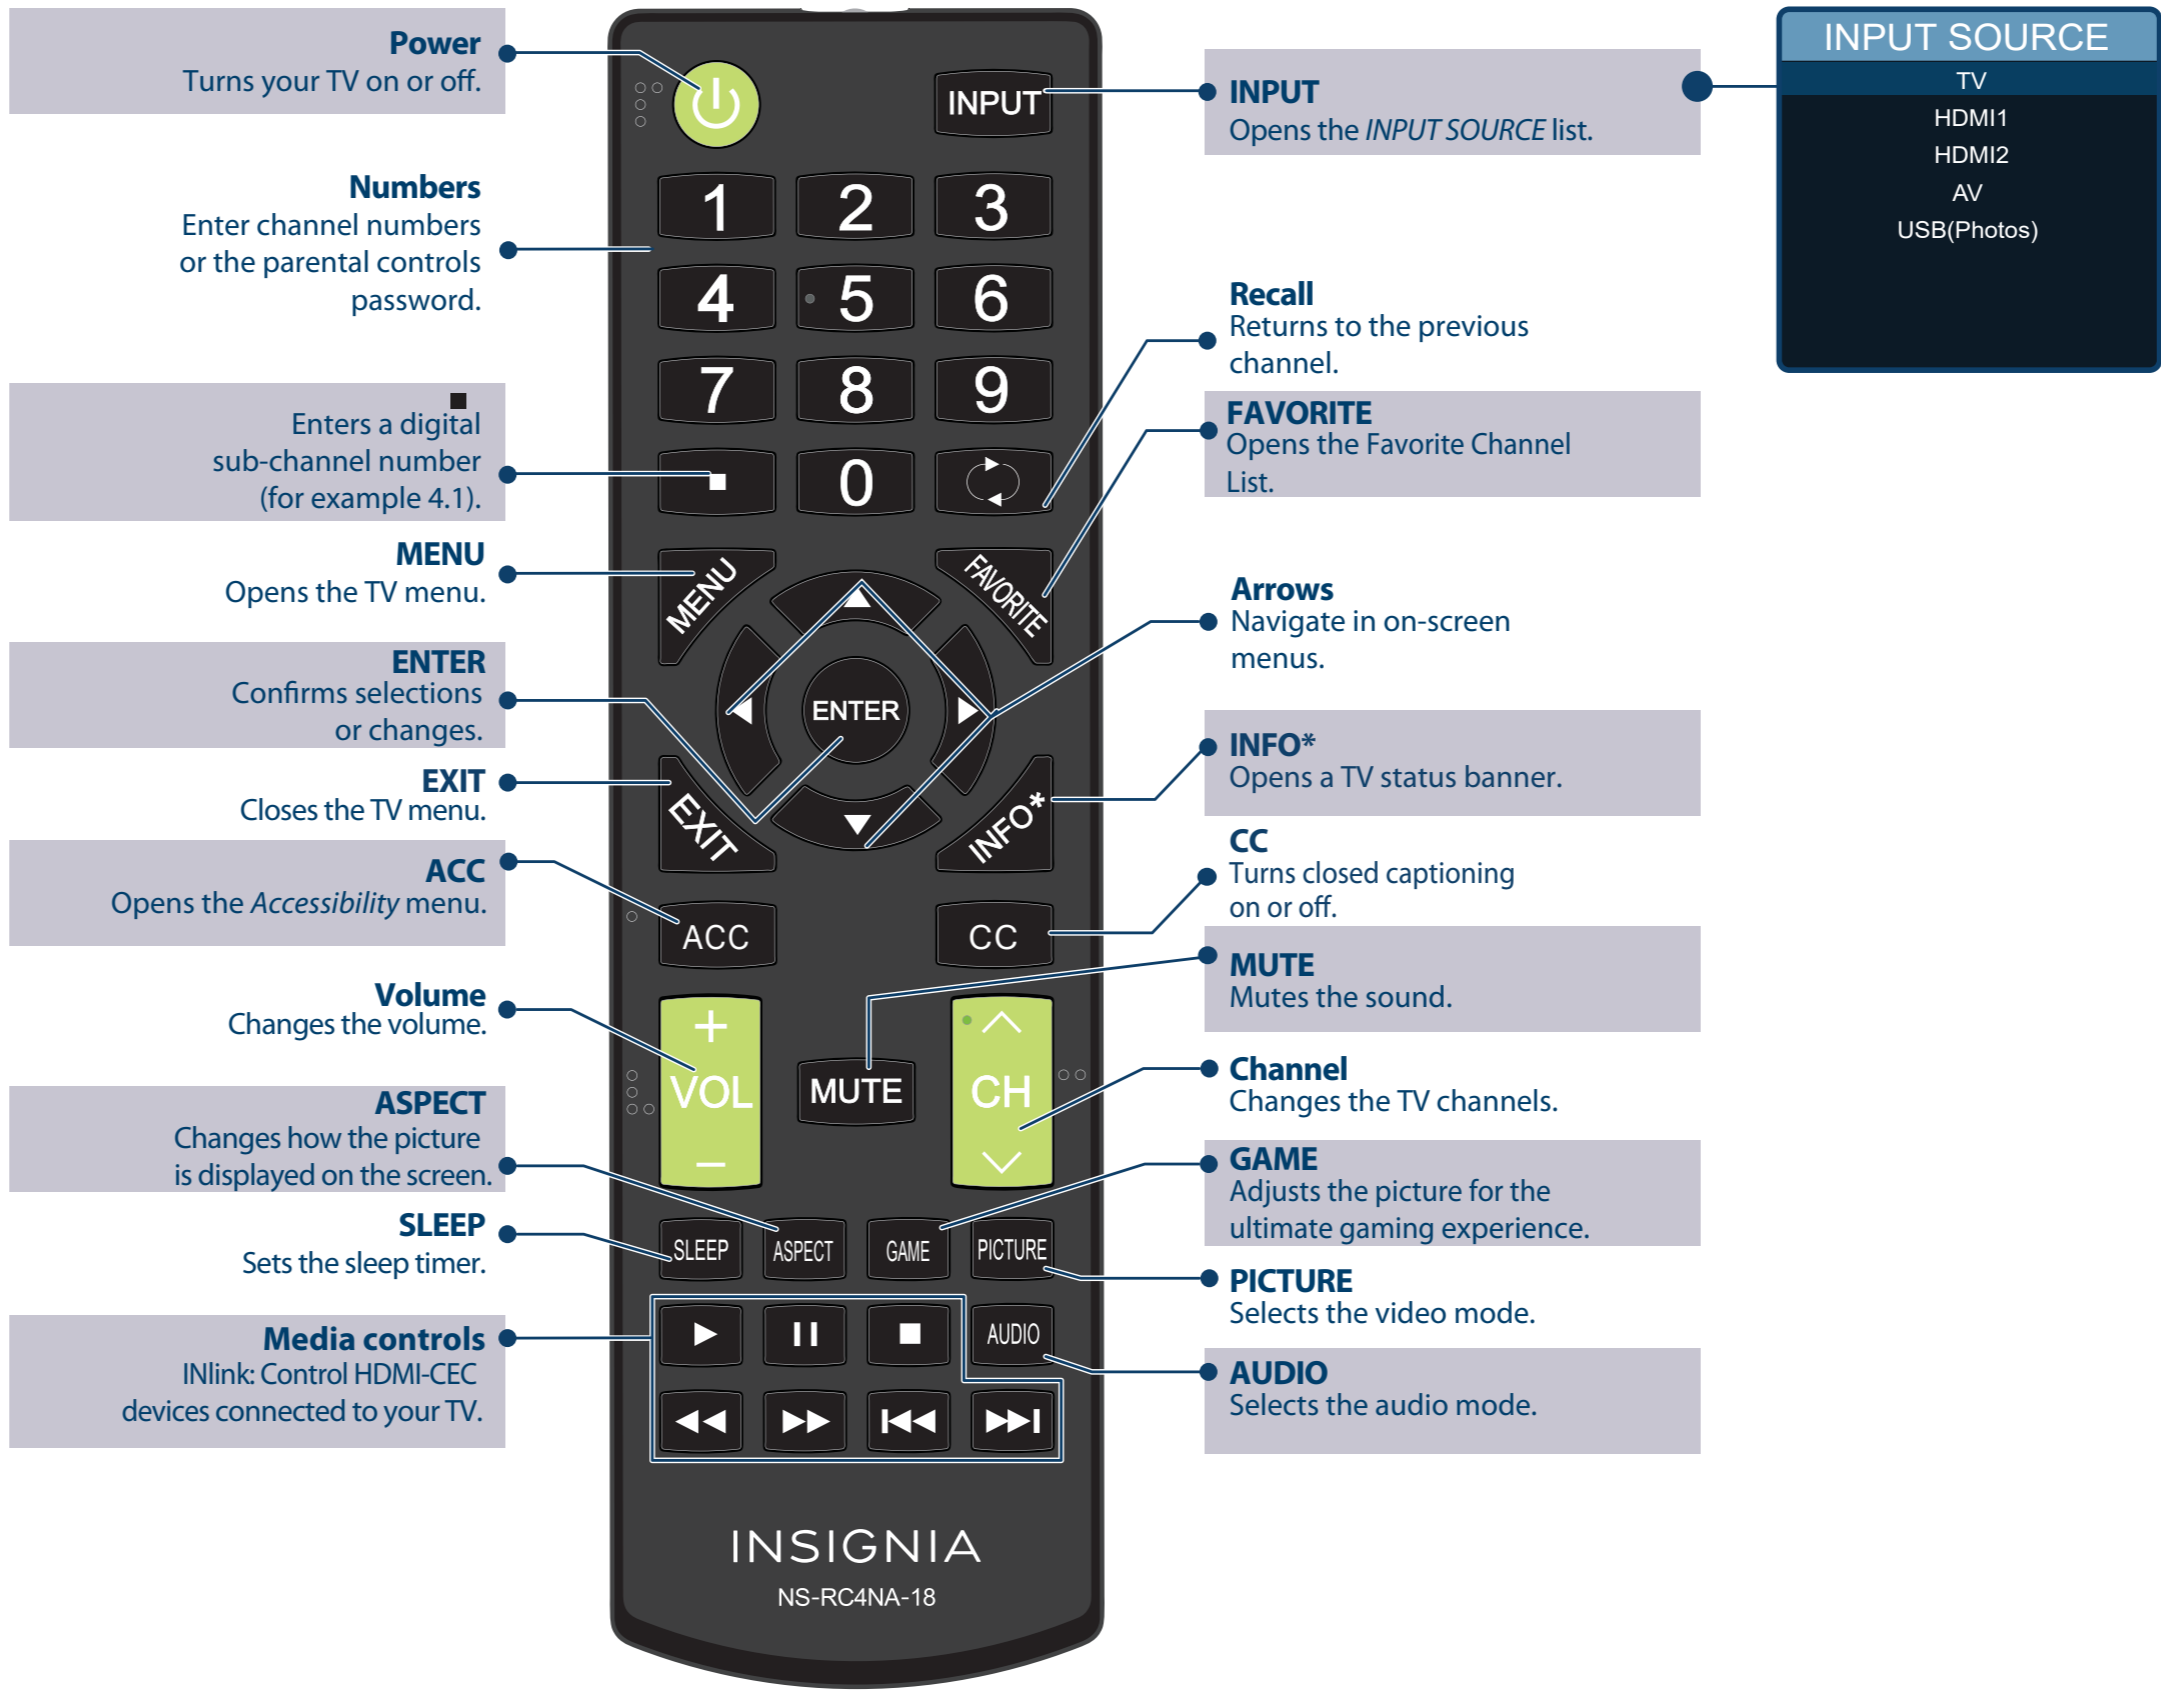 Power
Turns your TV on or off.
Numbers
Enter channel numbers
or the parental controls
password.
■
Enters a digital
sub-channel number
(for example 4.1).
MENU
Opens the TV menu.
ENTER
Confirms selections
or changes.
EXIT
Closes the TV menu.
ACC
Opens the Accessibility menu.
Volume
Changes the volume.
ASPECT
Changes how the picture
is displayed on the screen.
SLEEP
Sets the sleep timer.
Media controls
INlink: Control HDMI-CEC
devices connected to your TV.
INPUT
1 2 3
4 5 6
7 8 9
0
MENU
FAVORITE
ENTER
EXIT
INFO*
ACC
CC
+
VOL
–
MUTE
CH
SLEEP
ASPECT
GAME
PICTURE
AUDIO
INSIGNIA
NS-RC4NA-18
INPUT
Opens the INPUT SOURCE list.
Recall
Returns to the previous
channel.
FAVORITE
Opens the Favorite Channel
List.
Arrows
Navigate in on-screen
menus.
INFO*
Opens a TV status banner.
CC
Turns closed captioning
on or off.
MUTE
Mutes the sound.
Channel
Changes the TV channels.
GAME
Adjusts the picture for the
ultimate gaming experience.
PICTURE
Selects the video mode.
AUDIO
Selects the audio mode.
INPUT SOURCE
TV
HDMI1
HDMI2
AV
USB(Photos)